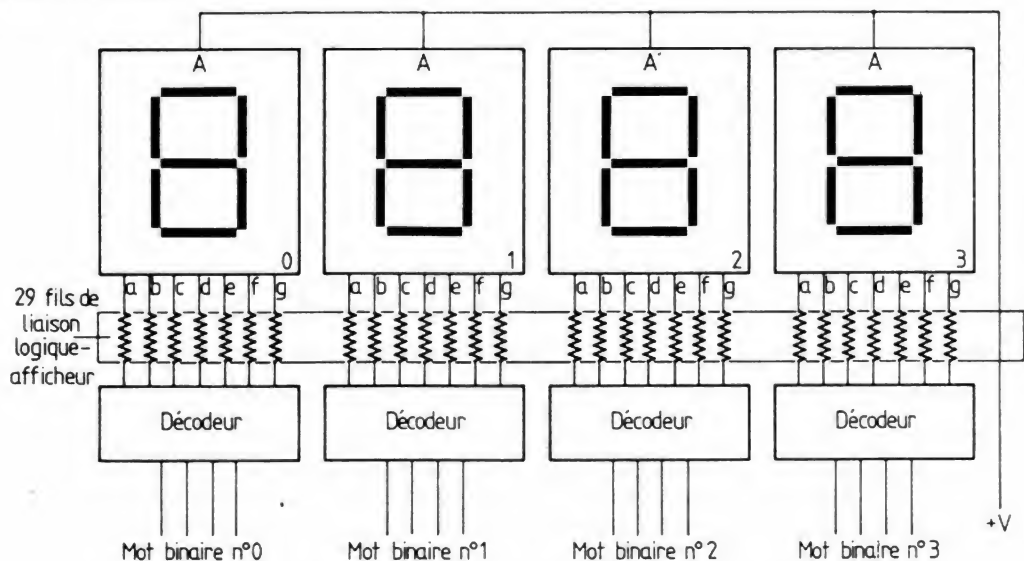 A A A A
0 1 2 3
a b c d e f g a b c d e f g a b c d e f g a b c d e f g
29 fils de
liaison
logique-
afficheur
Décodeur Décodeur Décodeur Décodeur
+V
Mot binaire n°0 Mot binaire n°1 Mot binaire n°2 Mot binaire n°3